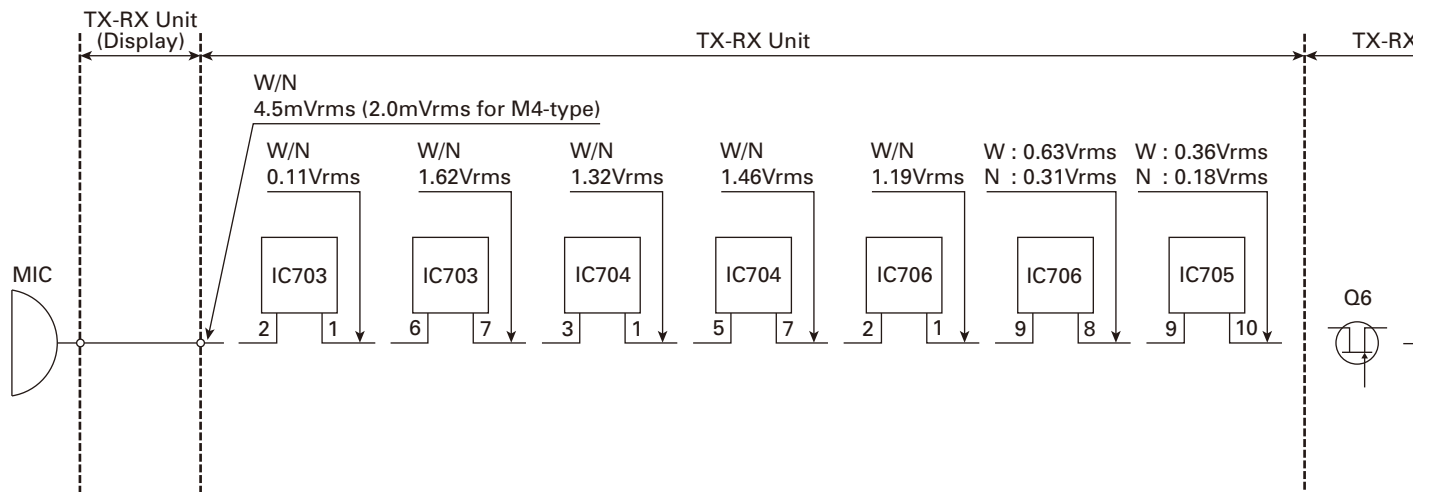 TX-RX Unit
(Display)
TX-RX Unit
TX-RX
W/N
4.5mVrms (2.0mVrms for M4-type)
W/N
0.11Vrms
W/N
1.62Vrms
W/N
1.32Vrms
W/N
1.46Vrms
W/N
1.19Vrms
W : 0.63Vrms
N : 0.31Vrms
W : 0.36Vrms
N : 0.18Vrms
MIC
IC703
2 1
IC703
6 7
IC704
3 1
IC704
5 7
IC706
2 1
IC706
9 8
IC705
9 10
Q6